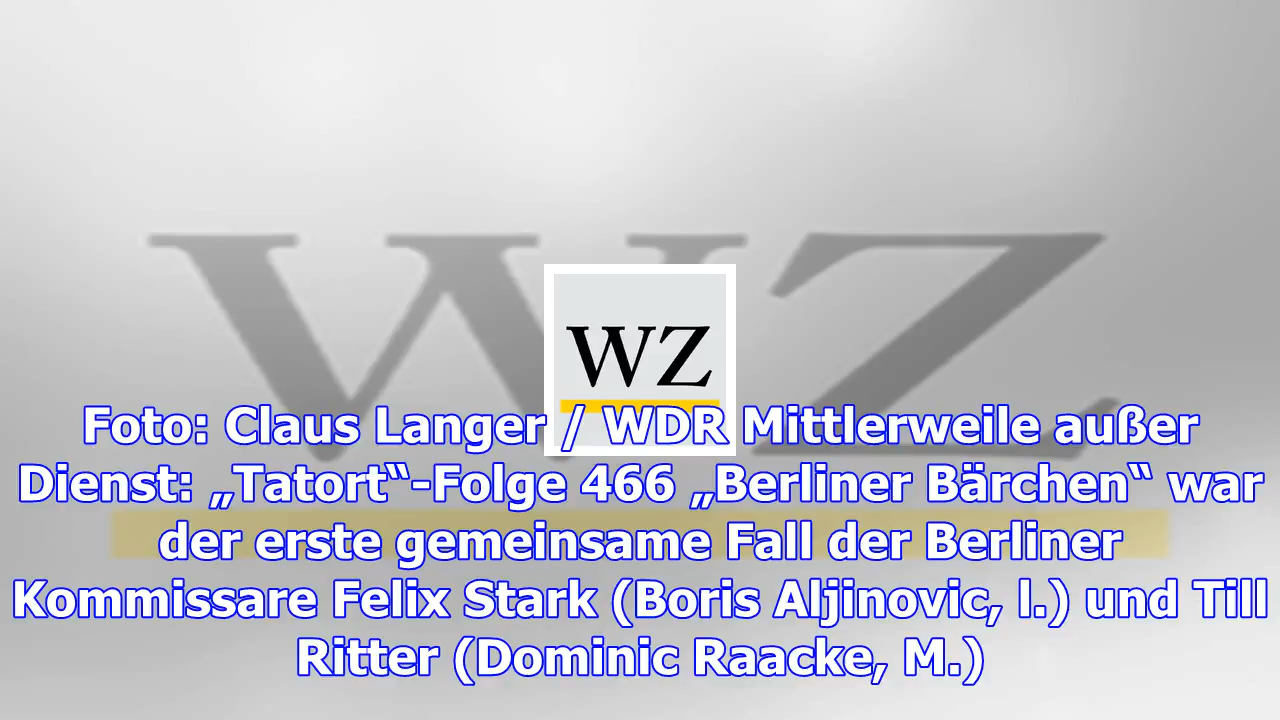 WZ
WZ
Foto: Claus Langer / WDR Mittlerweile außer
Dienst: „Tatort“-Folge 466 „Berliner Bärchen“ war
der erste gemeinsame Fall der Berliner
Kommissare Felix Stark (Boris Aljinovic, l.) und Till
Ritter (Dominic Raacke, M.)